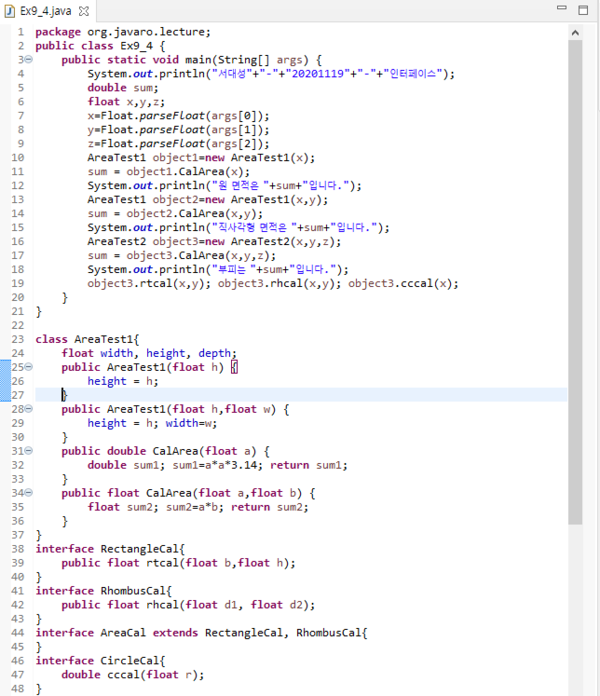 Ex9_4.java
1 package org.javaro.lecture;
2 public class Ex9_4 {
3 public static void main(String[] args) {
4 System.out.println("서대성"+"-"+"20201119"+"-"+"인터페이스");
5 double sum;
6 float x,y,z;
7 x=Float.parseFloat(args[0]);
8 y=Float.parseFloat(args[1]);
9 z=Float.parseFloat(args[2]);
10 AreaTest1 object1=new AreaTest1(x);
11 sum = object1.CalArea(x);
12 System.out.println("원 면적은 "+sum+"입니다.");
13 AreaTest1 object2=new AreaTest1(x,y);
14 sum = object2.CalArea(x,y);
15 System.out.println("직사각형 면적은 "+sum+"입니다.");
16 AreaTest2 object3=new AreaTest2(x,y,z);
17 sum = object3.CalArea(x,y,z);
18 System.out.println("부피는 "+sum+"입니다.");
19 object3.rtcal(x,y); object3.rhcal(x,y); object3.cccal(x);
20 }
21 }
22
23 class AreaTest1{
24 float width, height, depth;
25 public AreaTest1(float h) {
26 height = h;
27 }
28 public AreaTest1(float h,float w) {
29 height = h; width=w;
30 }
31 public double CalArea(float a) {
32 double sum1; sum1=a*a*3.14; return sum1;
33 }
34 public float CalArea(float a,float b) {
35 float sum2; sum2=a*b; return sum2;
36 }
37 }
38 interface RectangleCal{
39 public float rtcal(float b,float h);
40 }
41 interface RhombusCal{
42 public float rhcal(float d1, float d2);
43 }
44 interface AreaCal extends RectangleCal, RhombusCal{
45 }
46 interface CircleCal{
47 double cccal(float r);
48 }